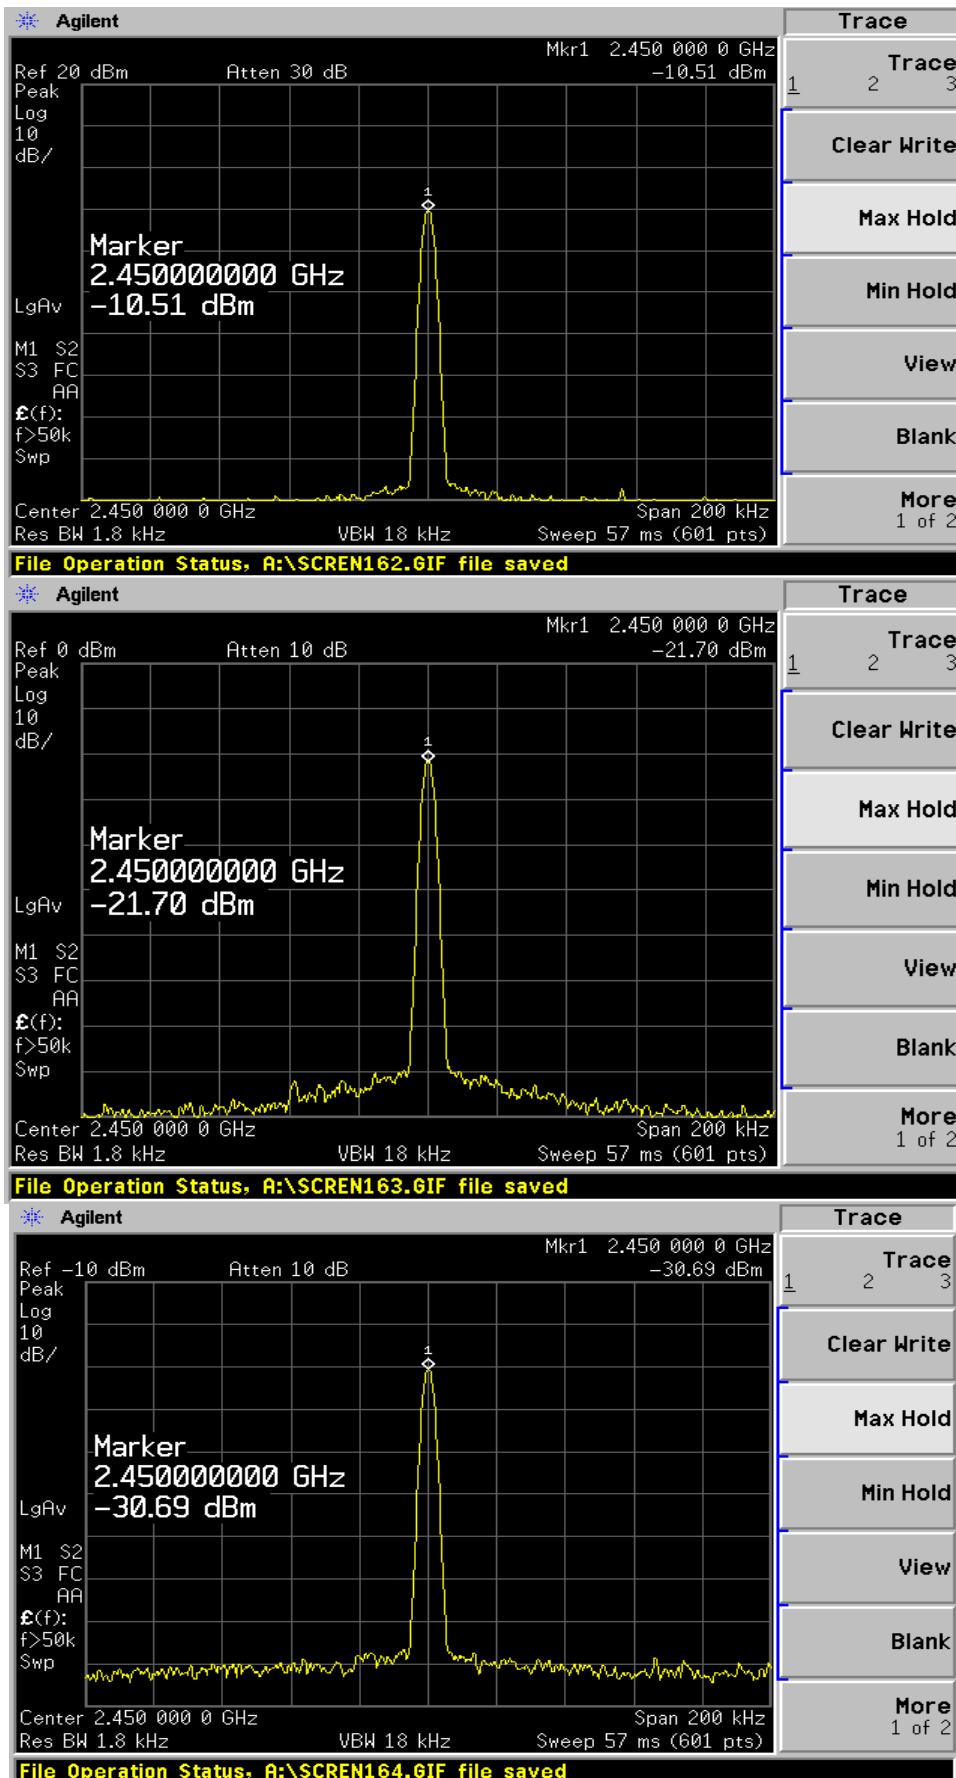 Agilent
Trace
Mkr1 2.450 000 0 GHz
Ref 20 dBm Atten 30 dB -10.51 dBm
Peak
Log
10
dB/
1
Marker
2.450000000 GHz
-10.51 dBm
LgAv
M1 S2
S3 FC
AA
£(f):
f>50k
Swp
Center 2.450 000 0 GHz Span 200 kHz
Res BW 1.8 kHz VBW 18 kHz Sweep 57 ms (601 pts)
File Operation Status, A:\SCREN162.GIF file saved
Trace
1 2 3
Clear Write
Max Hold
Min Hold
View
Blank
More
1 of 2
Agilent
Trace
Mkr1 2.450 000 0 GHz
Ref 0 dBm Atten 10 dB -21.70 dBm
Peak
Log
10
dB/
1
Marker
2.450000000 GHz
-21.70 dBm
LgAv
M1 S2
S3 FC
AA
£(f):
f>50k
Swp
Center 2.450 000 0 GHz Span 200 kHz
Res BW 1.8 kHz VBW 18 kHz Sweep 57 ms (601 pts)
File Operation Status, A:\SCREN163.GIF file saved
Trace
1 2 3
Clear Write
Max Hold
Min Hold
View
Blank
More
1 of 2
Agilent
Trace
Mkr1 2.450 000 0 GHz
Ref -10 dBm Atten 10 dB -30.69 dBm
Peak
Log
10
dB/
1
Marker
2.450000000 GHz
-30.69 dBm
LgAv
M1 S2
S3 FC
AA
£(f):
f>50k
Swp
Center 2.450 000 0 GHz Span 200 kHz
Res BW 1.8 kHz VBW 18 kHz Sweep 57 ms (601 pts)
File Operation Status, A:\SCREN164.GIF file saved
Trace
1 2 3
Clear Write
Max Hold
Min Hold
View
Blank
More
1 of 2